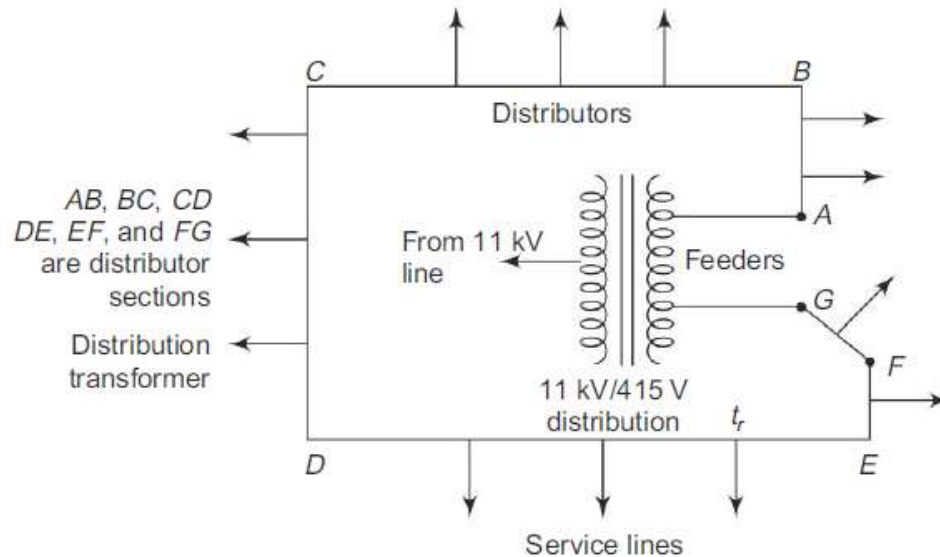 C
B
Distributors
AB, BC, CD
DE, EF, and FG
are distributor
sections
From 11 kV
line
A
Feeders
G
Distribution
transformer
F
11 kV/415 V
distribution
t_r
D
E
Service lines